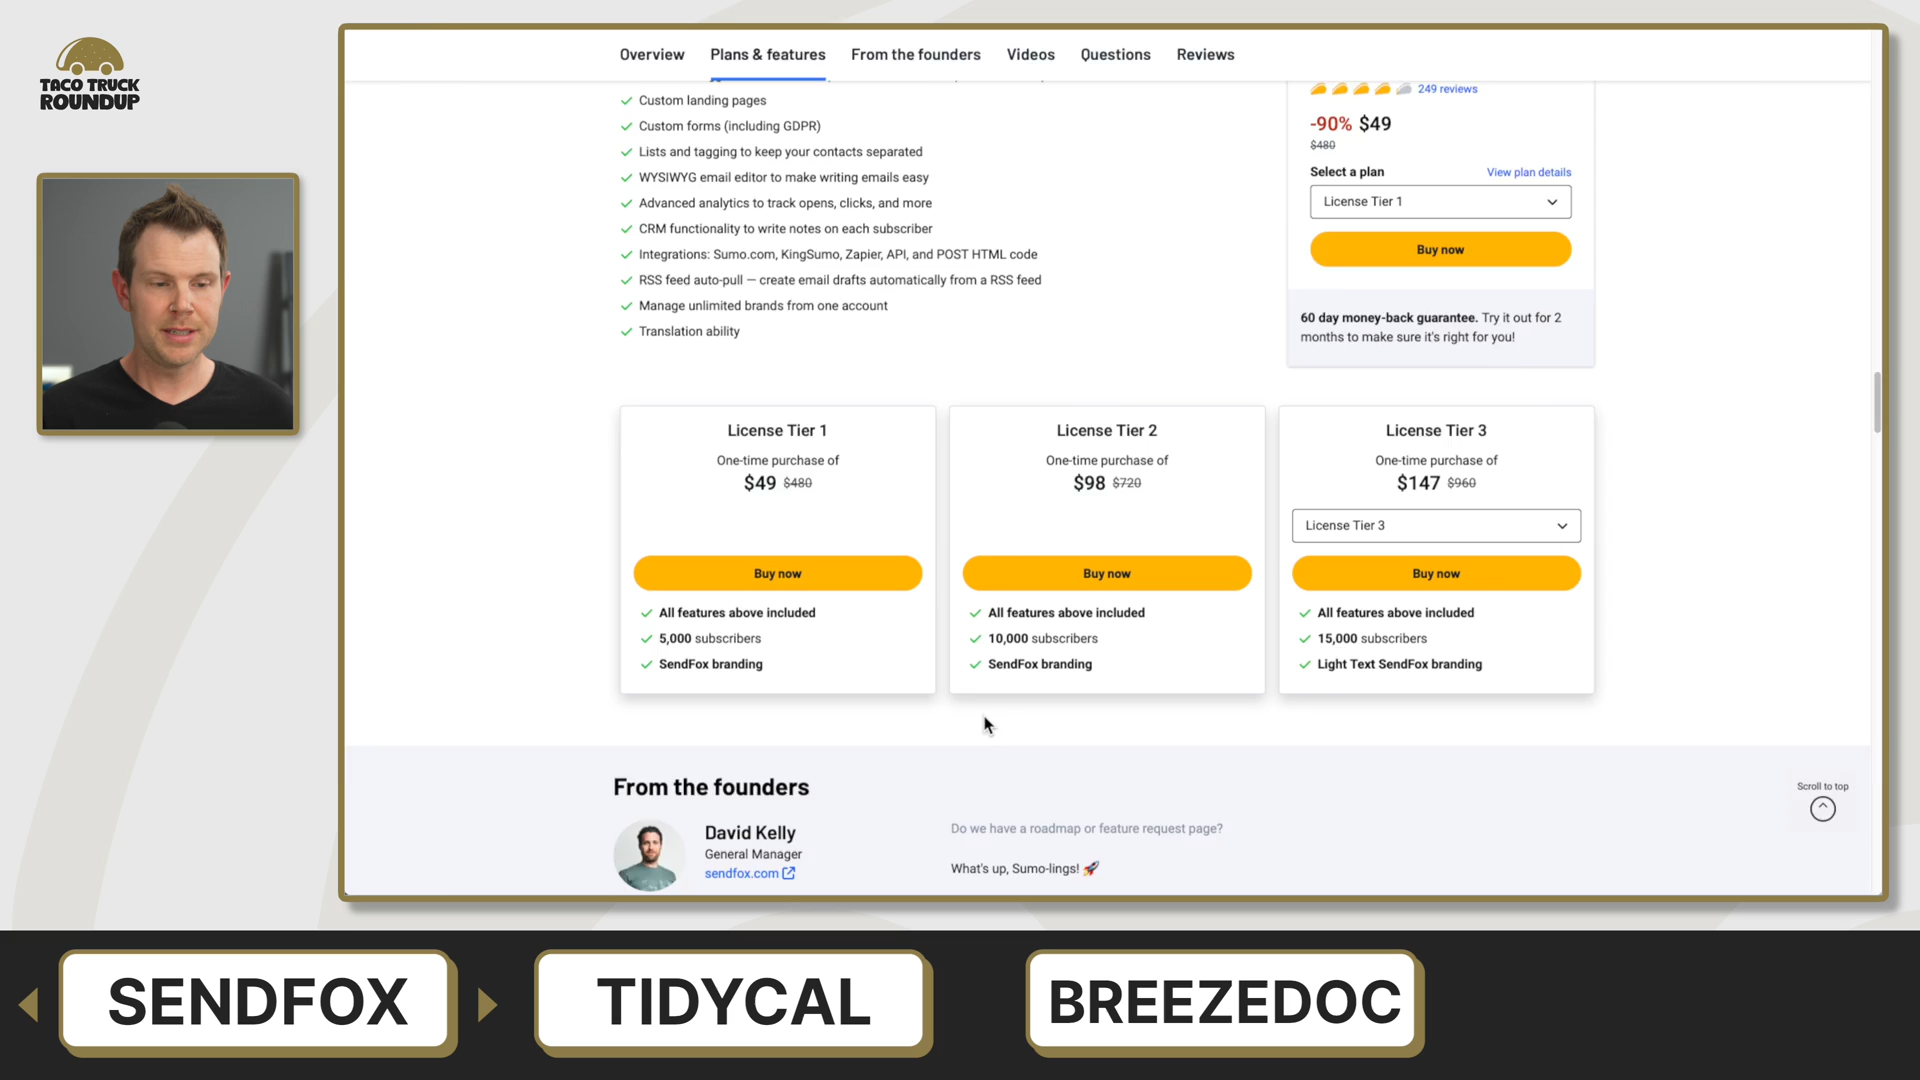 TACO TRUCK
ROUNDUP
Overview
Plans & features
From the founders
Videos
Questions
Reviews
Custom landing pages
Custom forms (including GDPR)
Lists and tagging to keep your contacts separated
WYSIWYG email editor to make writing emails easy
Advanced analytics to track opens, clicks, and more
CRM functionality to write notes on each subscriber
Integrations: Sumo.com, KingSumo, Zapier, API, and POST HTML code
RSS feed auto-pull — create email drafts automatically from a RSS feed
Manage unlimited brands from one account
Translation ability
249 reviews
-90% $49
$480
Select a plan
View plan details
License Tier 1
Buy now
60 day money-back guarantee. Try it out for 2
months to make sure it's right for you!
License Tier 1
One-time purchase of
$49 $480
Buy now
All features above included
5,000 subscribers
SendFox branding
License Tier 2
One-time purchase of
$98 $720
Buy now
All features above included
10,000 subscribers
SendFox branding
License Tier 3
One-time purchase of
$147 $960
License Tier 3
Buy now
All features above included
15,000 subscribers
Light Text SendFox branding
From the founders
David Kelly
General Manager
sendfox.com
Do we have a roadmap or feature request page?
What's up, Sumo-lings! 🚀
Scroll to top
SENDFOX
TIDYCAL
BREEZEDOC